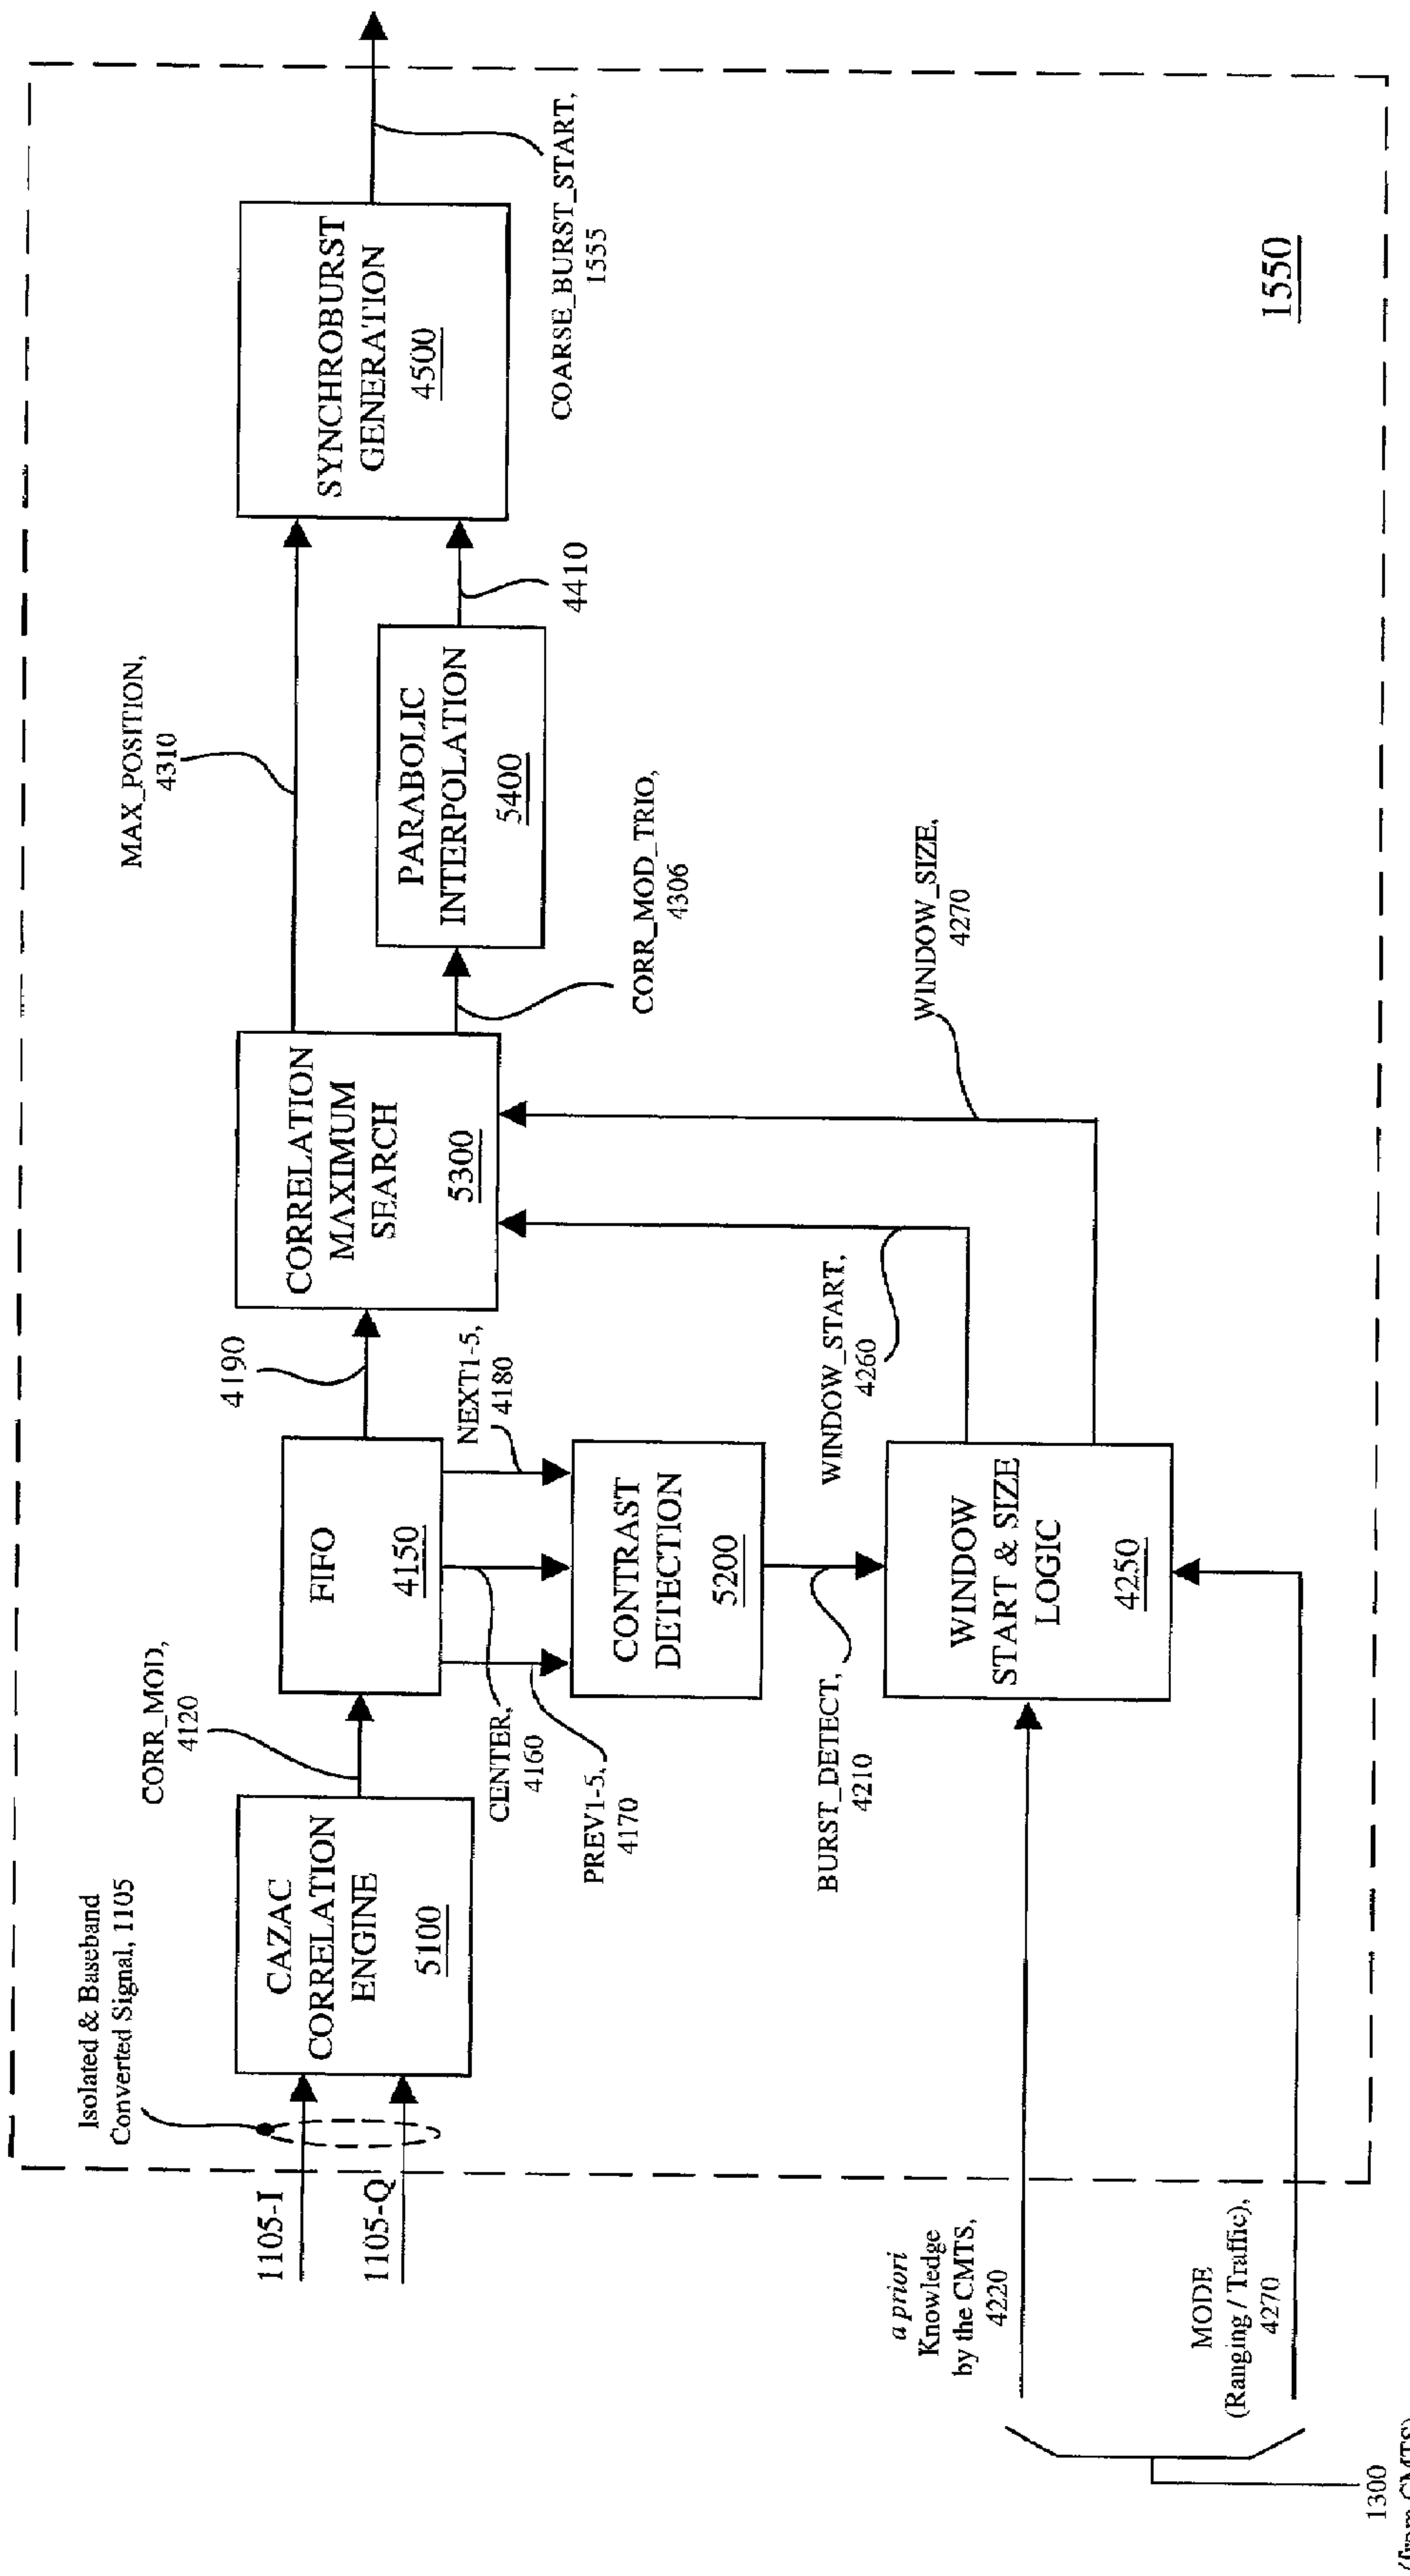 Isolated & Baseband
Converted Signal, 1105
1105-I
1105-Q
CAZAC
CORRELATION
ENGINE
5100
CORR_MOD,
4120
FIFO
4150
CENTER,
4160
PREV1-5,
4170
NEXT1-5,
4180
4190
CONTRAST
DETECTION
5200
BURST_DETECT,
4210
WINDOW
START & SIZE
LOGIC
4250
WINDOW_START,
4260
WINDOW_SIZE,
4270
CORRELATION
MAXIMUM
SEARCH
5300
MAX_POSITION,
4310
CORR_MOD_TRIO,
4306
PARABOLIC
INTERPOLATION
5400
4410
SYNCHROBURST
GENERATION
4500
COARSE_BURST_START,
1555
1550
a priori
Knowledge
by the CMTS,
4220
MODE
(Ranging / Traffic),
4270
1300
(from CMTS)